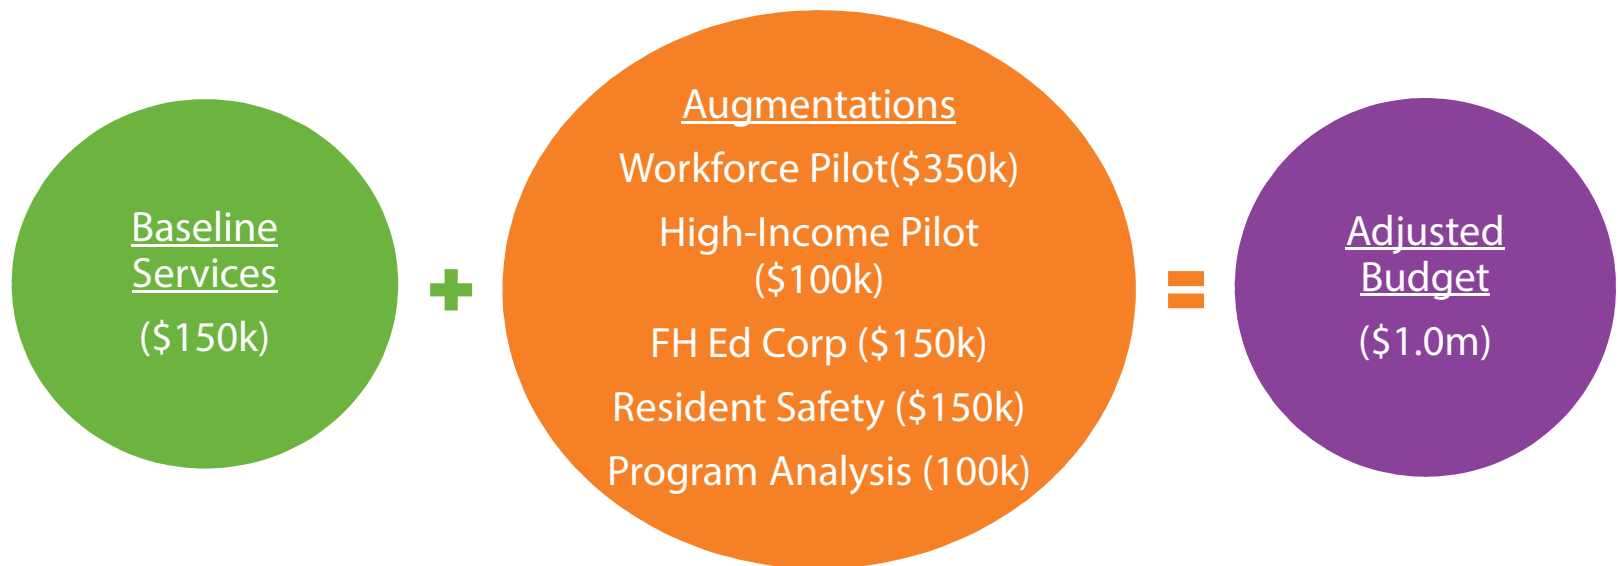 Baseline
Services
($150k)
Augmentations
Workforce Pilot($350k)
High-Income Pilot
($100k)
FH Ed Corp ($150k)
Resident Safety ($150k)
Program Analysis (100k)
Adjusted
Budget
($1.0m)